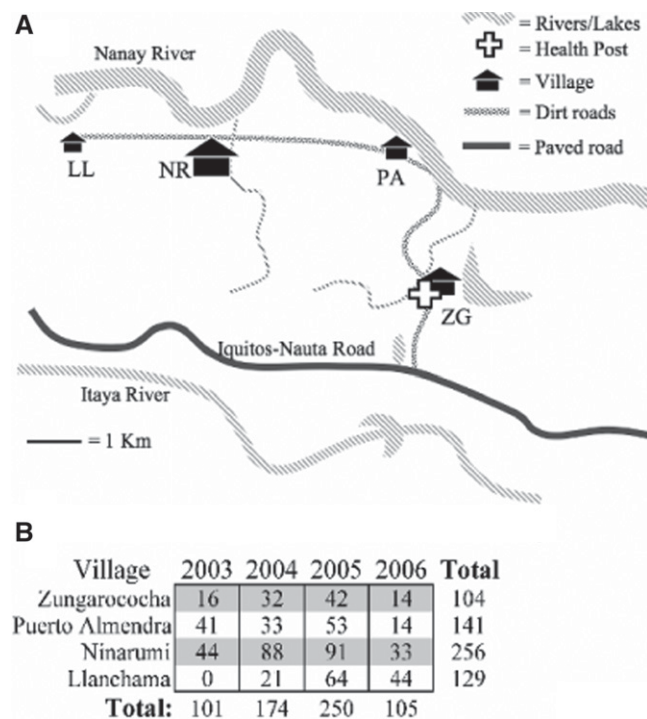 A
Nanay River
= Rivers/Lakes
= Health Post
= Village
= Dirt roads
= Paved road
LL
NR
PA
ZG
Iquitos-Nauta Road
Itaya River
= 1 Km
B
Village 2003 2004 2005 2006 Total
Zungarococha 16 32 42 14 104
Puerto Almendra 41 33 53 14 141
Ninarumi 44 88 91 33 256
Llanchama 0 21 64 44 129
Total: 101 174 250 105